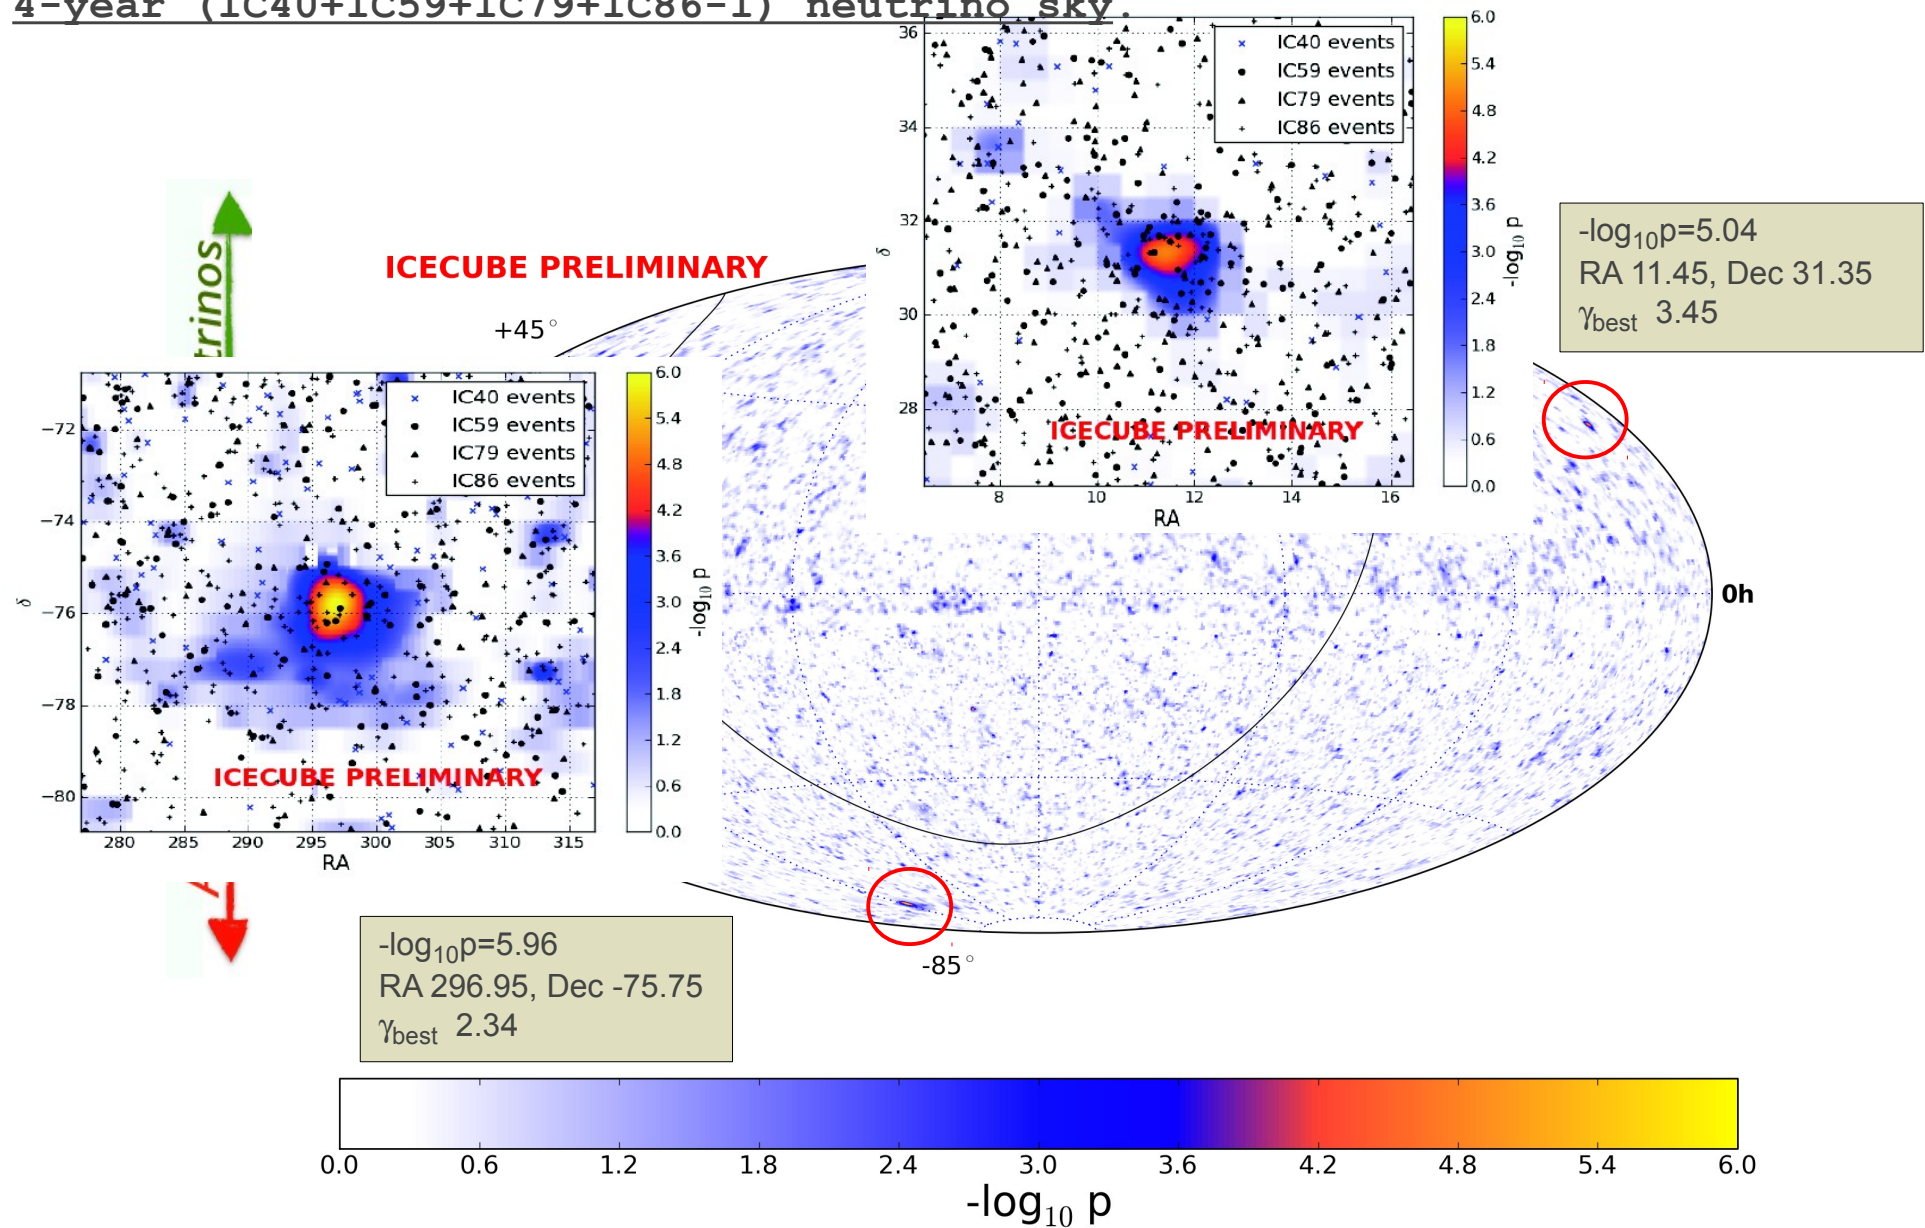 4-year (IC40+IC59+IC79+IC86-I) neutrino sky.
36
34
32
30
28
δ
8 10 12 14 16
RA
IC40 events
IC59 events
IC79 events
IC86 events
ICECUBE PRELIMINARY
6.0
5.4
4.8
4.2
3.6
3.0
2.4
1.8
1.2
0.6
0.0
-log10 p
-log10p=5.04
RA 11.45, Dec 31.35
γbest 3.45
trinos
ICECUBE PRELIMINARY
+45°
−72
−74
−76
−78
−80
δ
280 285 290 295 300 305 310 315
RA
IC40 events
IC59 events
IC79 events
IC86 events
ICECUBE PRELIMINARY
6.0
5.4
4.8
4.2
3.6
3.0
2.4
1.8
1.2
0.6
0.0
-log10 p
0h
-85°
-log10p=5.96
RA 296.95, Dec -75.75
γbest 2.34
0.0 0.6 1.2 1.8 2.4 3.0 3.6 4.2 4.8 5.4 6.0
-log10 p